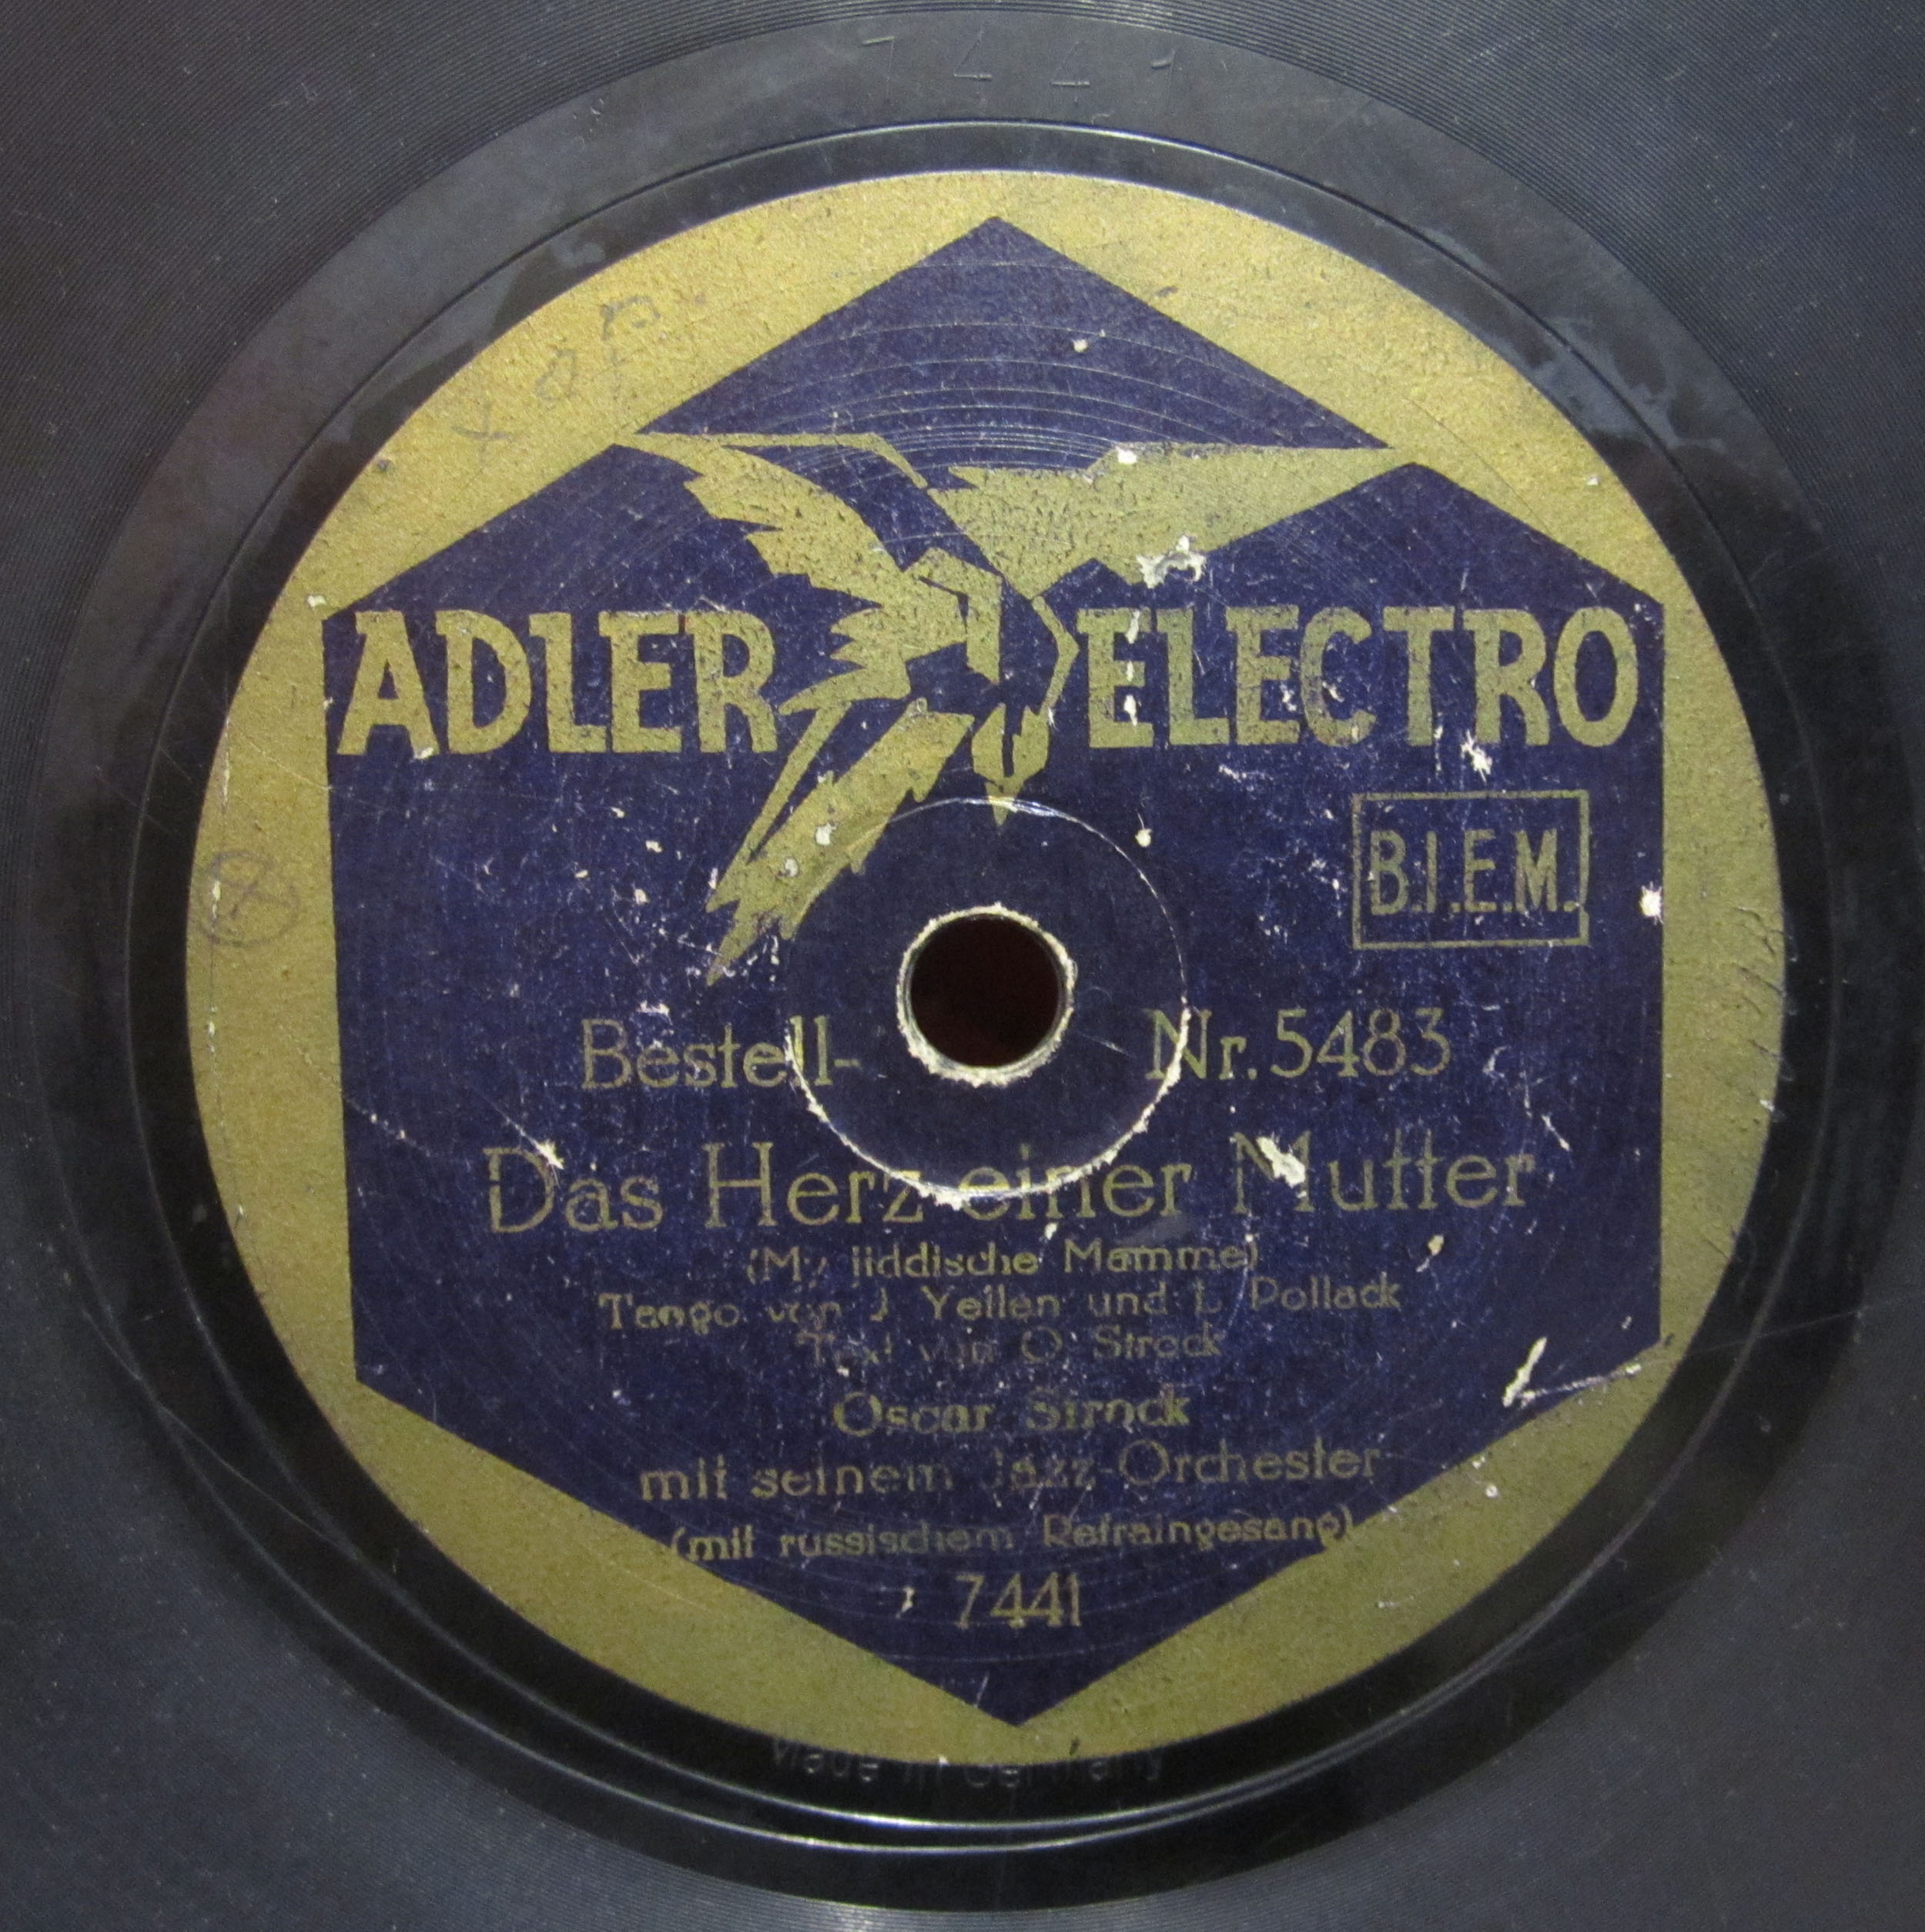 7441
ADLER ELECTRO
B.I.E.M.
Bestell- Nr. 5483
Das Herz einer Mutter
(My jiddische Mamme)
Tango von J. Yellen und L. Pollack
Text von O. Strock
Oscar Strock
mit seinem Jazz-Orchester
(mit russischem Refraingesang)
7441
Made in Germany